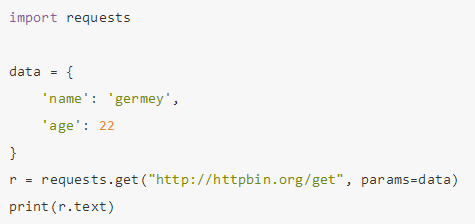 import requests

data = {
    'name': 'germey',
    'age': 22
}
r = requests.get("http://httpbin.org/get", params=data)
print(r.text)